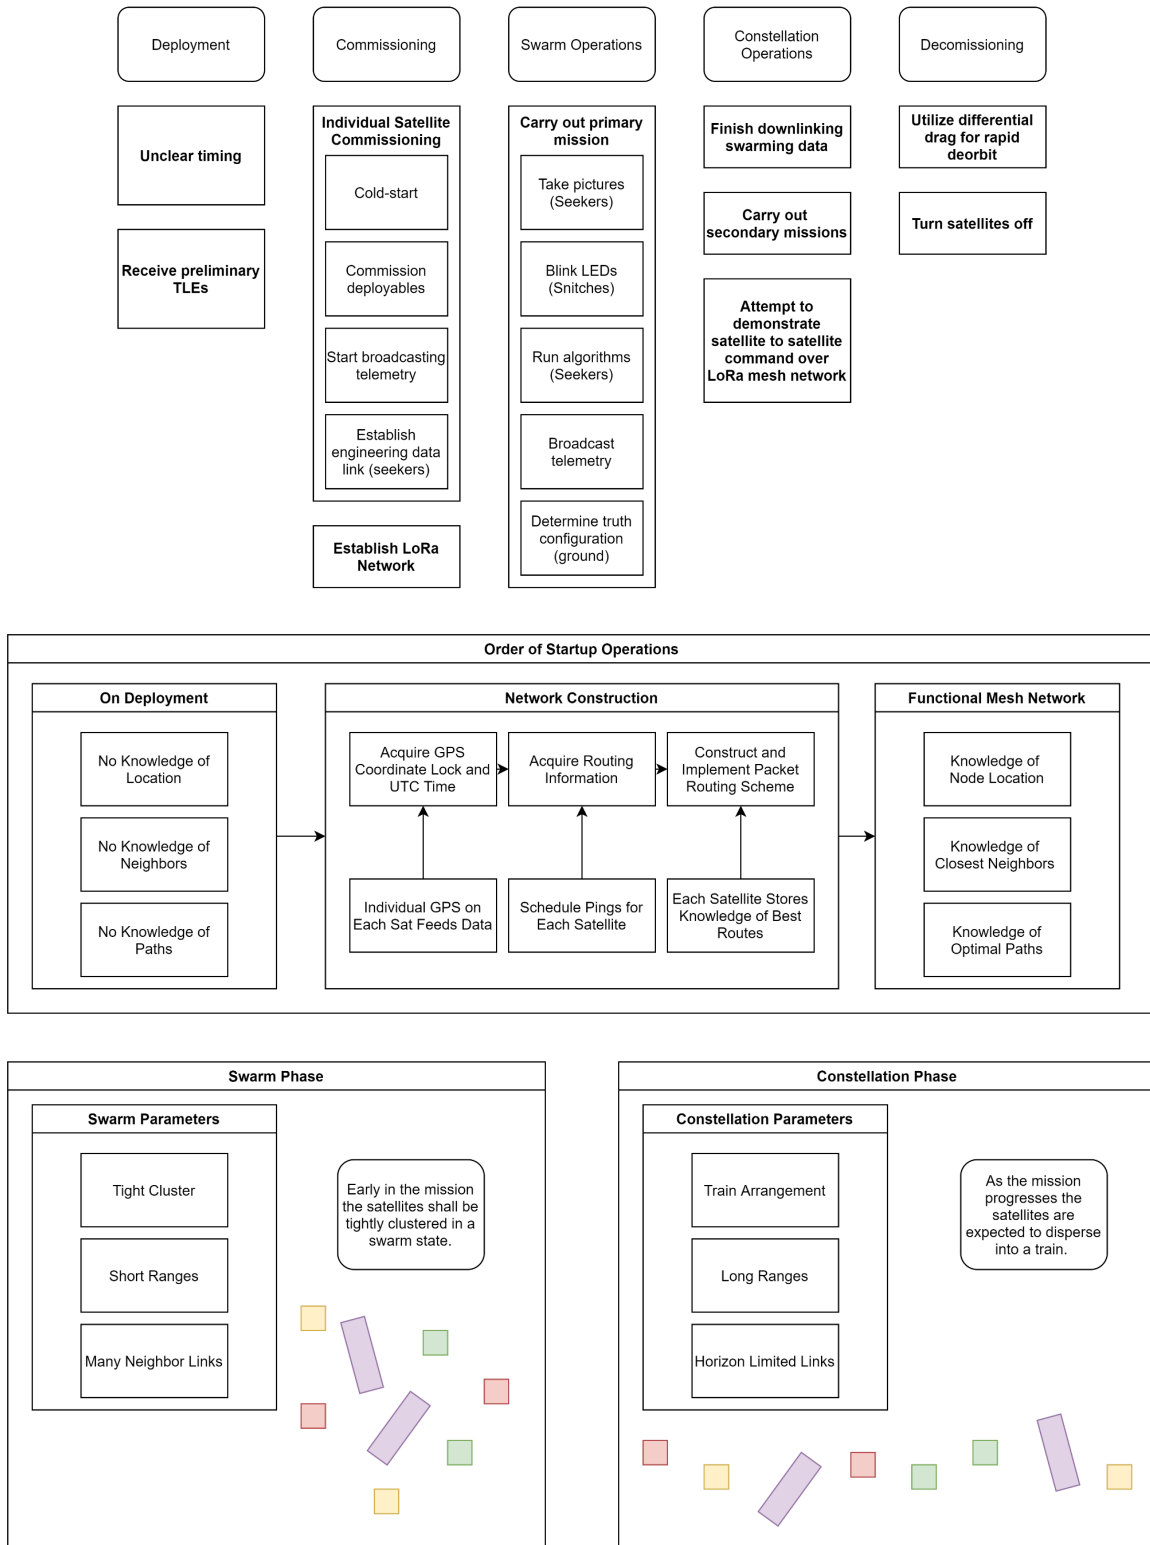 Deployment
Commissioning
Swarm Operations
Constellation
Operations
Decomissioning
Unclear timing
Receive preliminary
TLEs
Individual Satellite
Commissioning
Cold-start
Commission
deployables
Start broadcasting
telemetry
Establish
engineering data
link (seekers)
Establish LoRa
Network
Carry out primary
mission
Take pictures
(Seekers)
Blink LEDs
(Snitches)
Run algorithms
(Seekers)
Broadcast
telemetry
Determine truth
configuration
(ground)
Finish downlinking
swarming data
Carry out
secondary missions
Attempt to
demonstrate
satellite to satellite
command over
LoRa mesh network
Utilize differential
drag for rapid
deorbit
Turn satellites off
Order of Startup Operations
On Deployment
No Knowledge of
Location
No Knowledge of
Neighbors
No Knowledge of
Paths
Network Construction
Acquire GPS
Coordinate Lock and
UTC Time
Acquire Routing
Information
Construct and
Implement Packet
Routing Scheme
Individual GPS on
Each Sat Feeds Data
Schedule Pings for
Each Satellite
Each Satellite Stores
Knowledge of Best
Routes
Functional Mesh Network
Knowledge of
Node Location
Knowledge of
Closest Neighbors
Knowledge of
Optimal Paths
Swarm Phase
Swarm Parameters
Tight Cluster
Short Ranges
Many Neighbor Links
Early in the mission
the satellites shall be
tightly clustered in a
swarm state.
Constellation Phase
Constellation Parameters
Train Arrangement
Long Ranges
Horizon Limited Links
As the mission
progresses the
satellites are
expected to disperse
into a train.